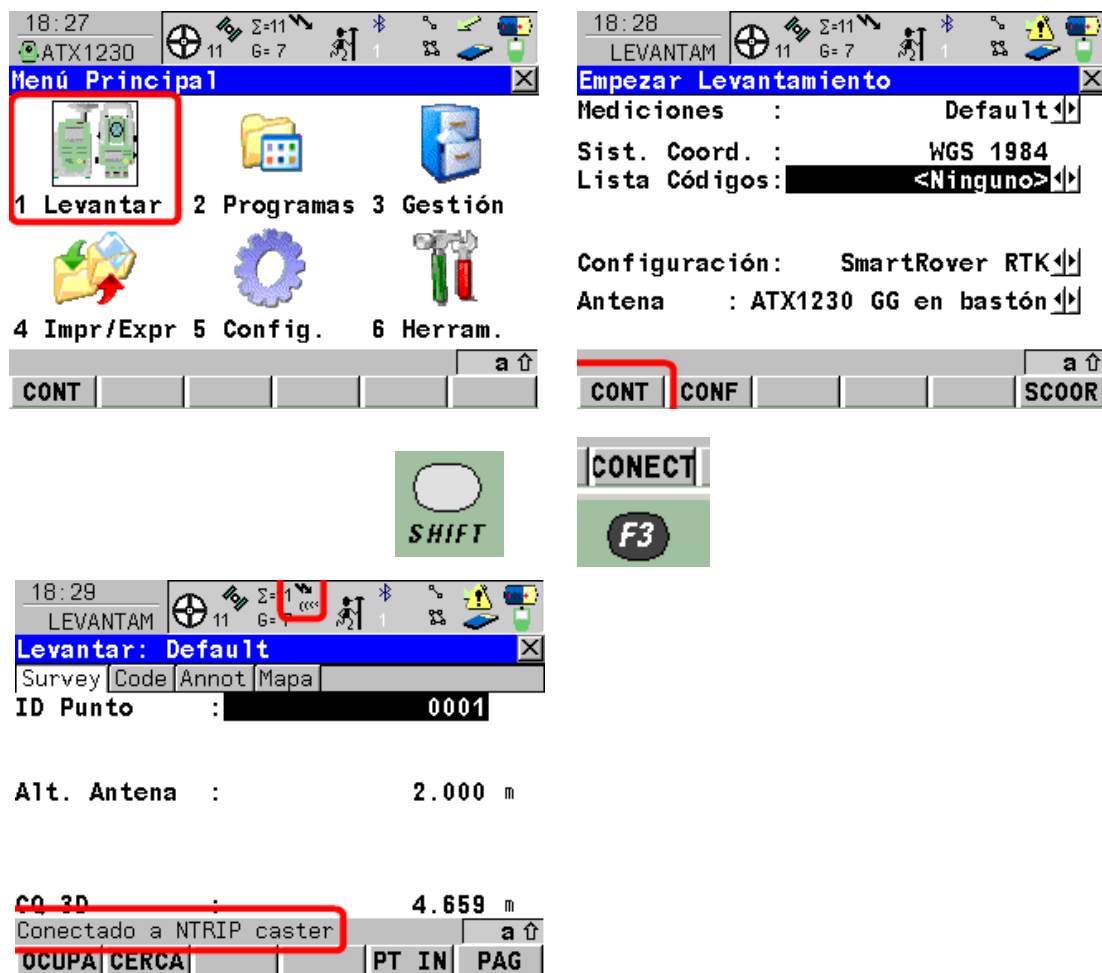 18:27
Σ=11
ATX1230
11 G= 7
1
Menú Principal
1 Levantar 2 Programas 3 Gestión
4 Impr/Expr 5 Config. 6 Herram.
a
CONT
18:28
Σ=11
LEVANTAM
11 G= 7
1
Empezar Levantamiento
Mediciones : Default
Sist. Coord. : WGS 1984
Lista Códigos: <Ninguno>
Configuración: SmartRover RTK
Antena : ATX1230 GG en bastón
a
CONT CONF SCOOR
SHIFT
CONECT
F3
18:29
LEVANTAM
11 G= 7
1
Levantar: Default
Survey Code Annot Mapa
ID Punto : 0001
Alt. Antena : 2.000 m
CQ 3D : 4.659 m
Conectado a NTRIP caster a
OCUPA CERCA PT IN PAG